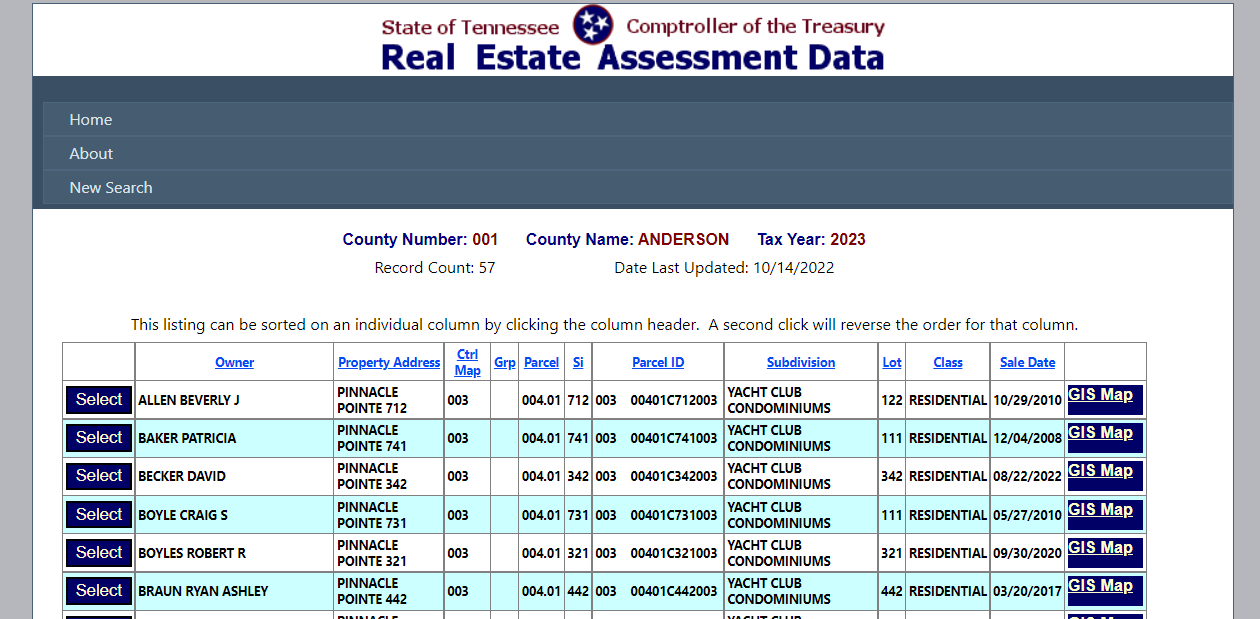 State of Tennessee Comptroller of the Treasury
Real Estate Assessment Data
Home
About
New Search
County Number: 001 County Name: ANDERSON Tax Year: 2023
Record Count: 57 Date Last Updated: 10/14/2022
This listing can be sorted on an individual column by clicking the column header. A second click will reverse the order for that column.
Owner Property Address Ctrl Map Grp Parcel Si Parcel ID Subdivision Lot Class Sale Date
Select ALLEN BEVERLY J PINNACLE POINTE 712 003 004.01 712 003 00401C712003 YACHT CLUB CONDOMINIUMS 122 RESIDENTIAL 10/29/2010 GIS Map
Select BAKER PATRICIA PINNACLE POINTE 741 003 004.01 741 003 00401C741003 YACHT CLUB CONDOMINIUMS 111 RESIDENTIAL 12/04/2008 GIS Map
Select BECKER DAVID PINNACLE POINTE 342 003 004.01 342 003 00401C342003 YACHT CLUB CONDOMINIUMS 342 RESIDENTIAL 08/22/2022 GIS Map
Select BOYLE CRAIG S PINNACLE POINTE 731 003 004.01 731 003 00401C731003 YACHT CLUB CONDOMINIUMS 111 RESIDENTIAL 05/27/2010 GIS Map
Select BOYLES ROBERT R PINNACLE POINTE 321 003 004.01 321 003 00401C321003 YACHT CLUB CONDOMINIUMS 321 RESIDENTIAL 09/30/2020 GIS Map
Select BRAUN RYAN ASHLEY PINNACLE POINTE 442 003 004.01 442 003 00401C442003 YACHT CLUB CONDOMINIUMS 442 RESIDENTIAL 03/20/2017 GIS Map